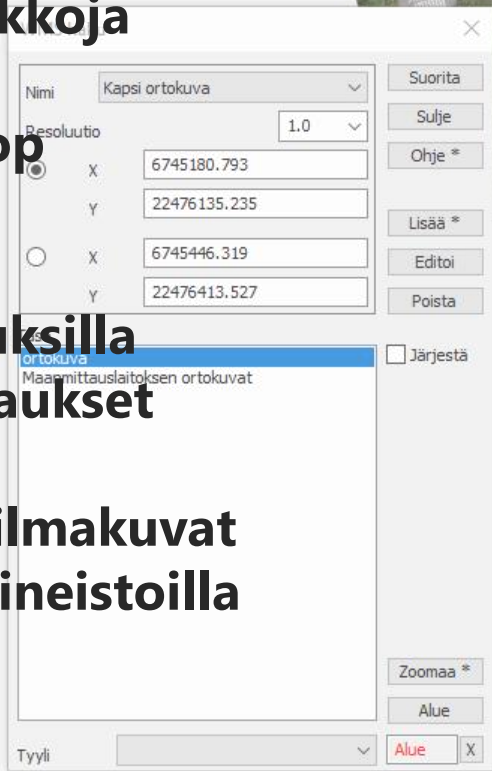 kkoja
Nimi Kapsi ortokuva Suorita
Resoluutio 1.0 Sulje
op
X 6745180.793 Ohje *
Y 22476135.235
Lisää *
X 6745446.319 Editoi
Y 22476413.527 Poista
uksilla
ortokuva Järjestä
Maanmittauslaitoksen ortokuvat
aukset
ilmakuvat
ineistoilla
Zoomaa *
Alue
Tyyli Alue X